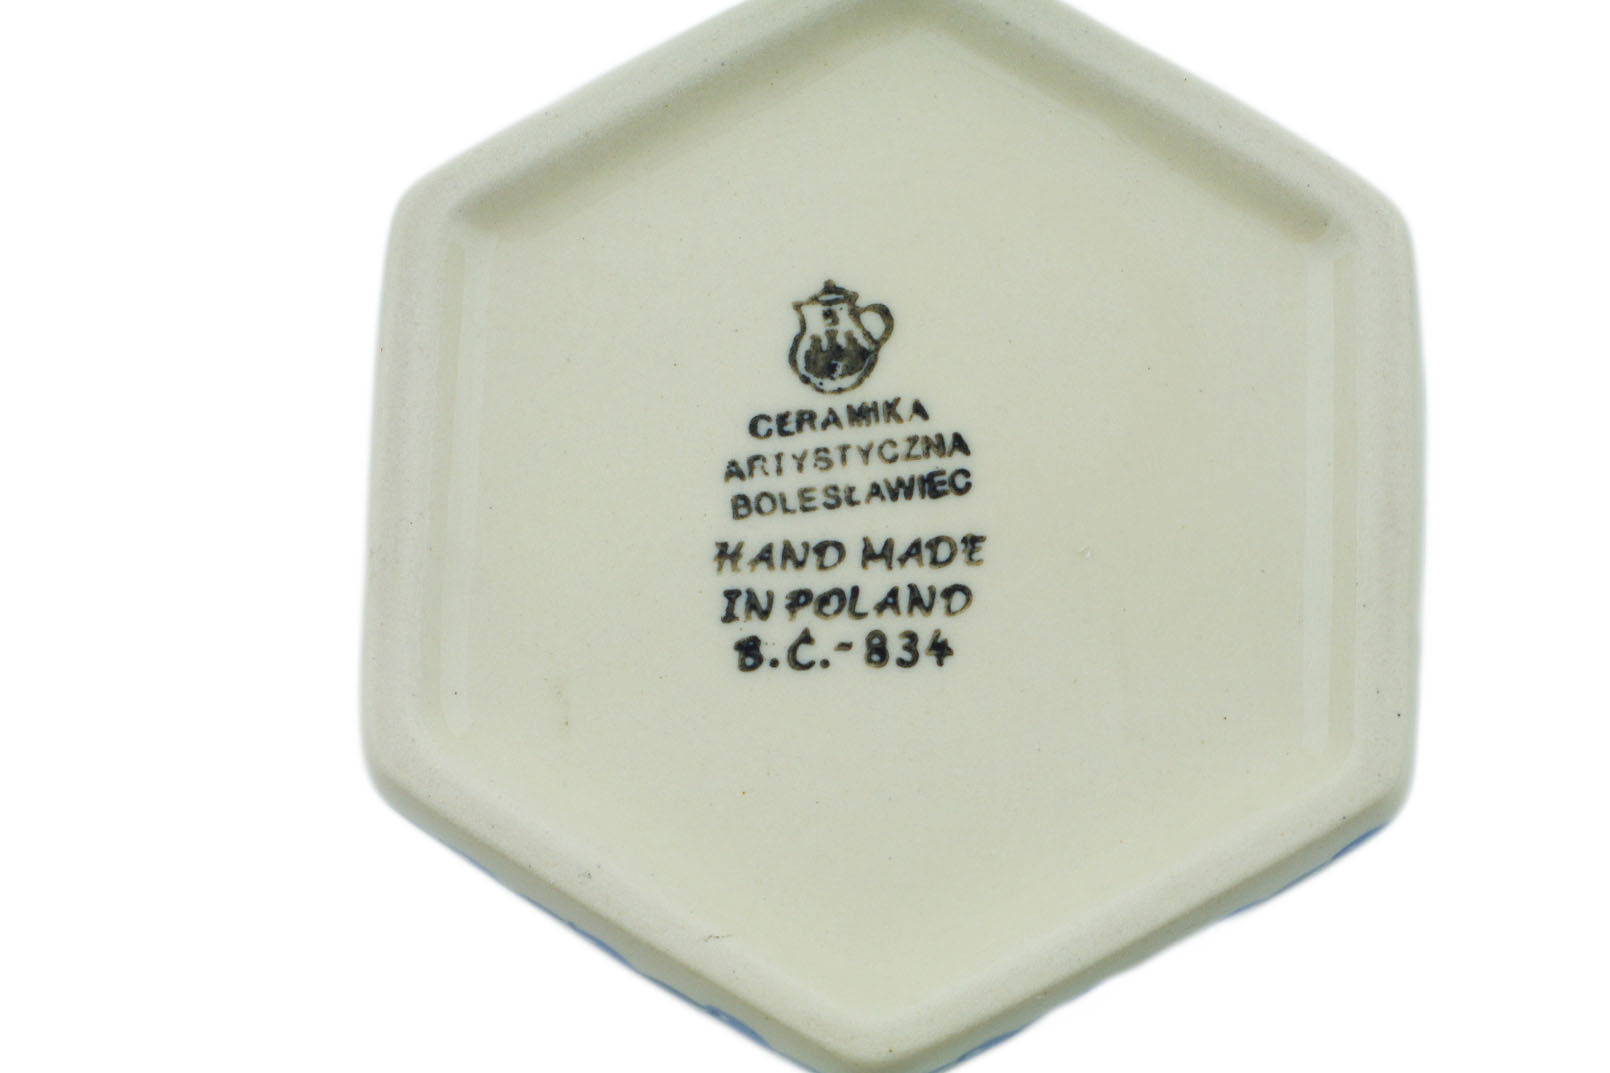 CERAMIKA
ARTYSTYCZNA
BOLESŁAWIEC
HAND MADE
IN POLAND
B.Ć.-834